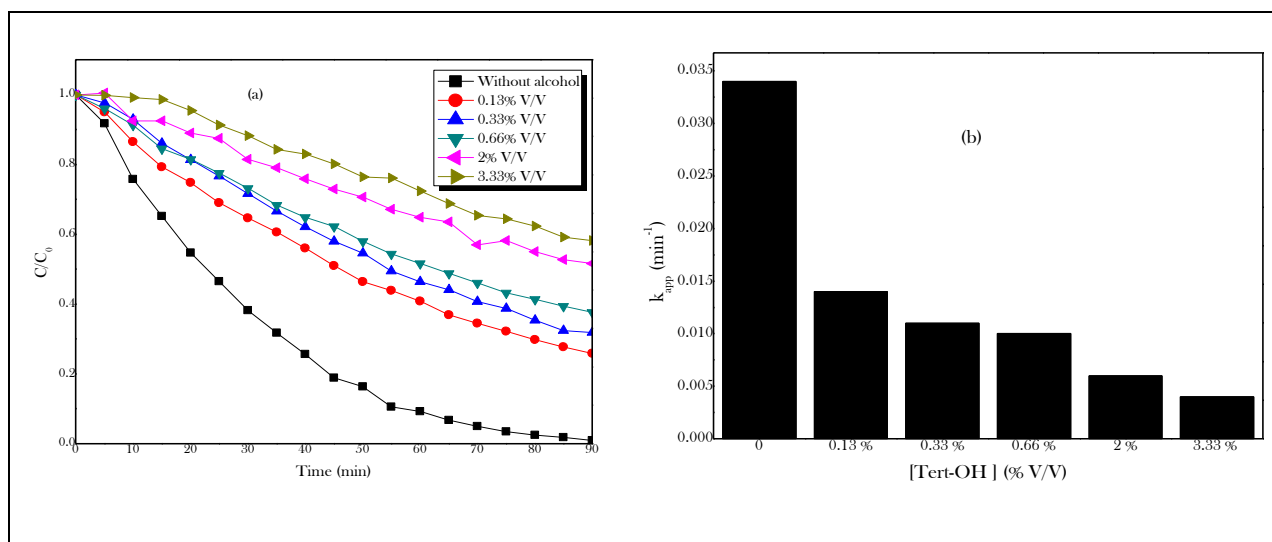 (a)
Without alcohol
0.13% V/V
0.33% V/V
0.66% V/V
2% V/V
3.33% V/V
1.0
0.8
0.6
0.4
0.2
0.0
C/C0
0 10 20 30 40 50 60 70 80 90
Time (min)
(b)
0.035
0.030
0.025
0.020
0.015
0.010
0.005
0.000
kapp (min-1)
0 0.13 % 0.33 % 0.66 % 2 % 3.33 %
[Tert-OH ] (% V/V)